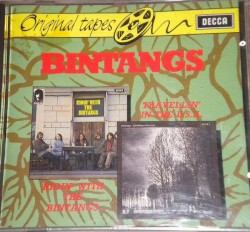 Original tapes
DECCA
BINTANGS
RIDIN' WITH THE
BINTANGS
TRAVELLIN'
IN THE U.S.A.
RIDIN' WITH
THE
BINTANGS